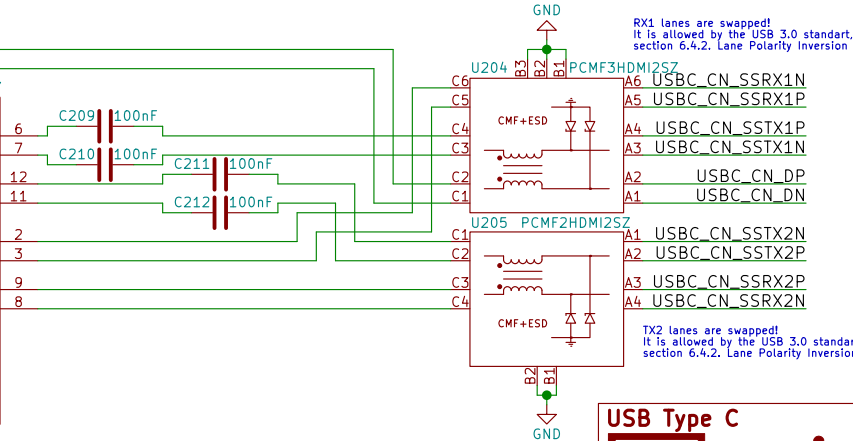 GND
RX1 lanes are swapped!
It is allowed by the USB 3.0 standart,
section 6.4.2. Lane Polarity Inversion
U204
B3
B2
B1
PCMF3HDMI2SZ
C6
A6
USBC_CN_SSRX1N
C5
A5
USBC_CN_SSRX1P
C209
100nF
CMF+ESD
6
C4
A4
USBC_CN_SSTX1P
7
C210
100nF
C3
A3
USBC_CN_SSTX1N
C211
100nF
12
C2
A2
USBC_CN_DP
11
C212
100nF
C1
A1
USBC_CN_DN
U205
PCMF2HDMI2SZ
2
C1
A1
USBC_CN_SSTX2N
3
C2
A2
USBC_CN_SSTX2P
9
C3
A3
USBC_CN_SSRX2P
8
C4
A4
USBC_CN_SSRX2N
CMF+ESD
TX2 lanes are swapped!
It is allowed by the USB 3.0 standar
section 6.4.2. Lane Polarity Inversio
B2
B1
GND
USB Type C